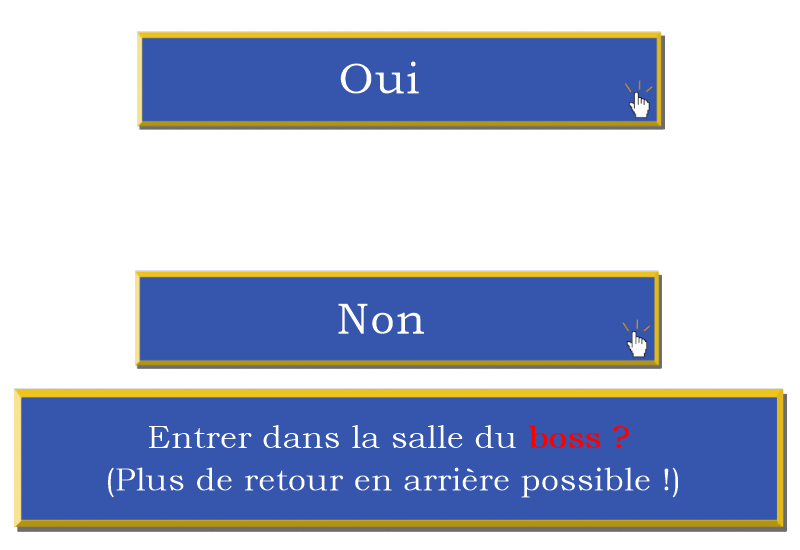 Oui
Non
Entrer dans la salle du boss ?
(Plus de retour en arrière possible !)